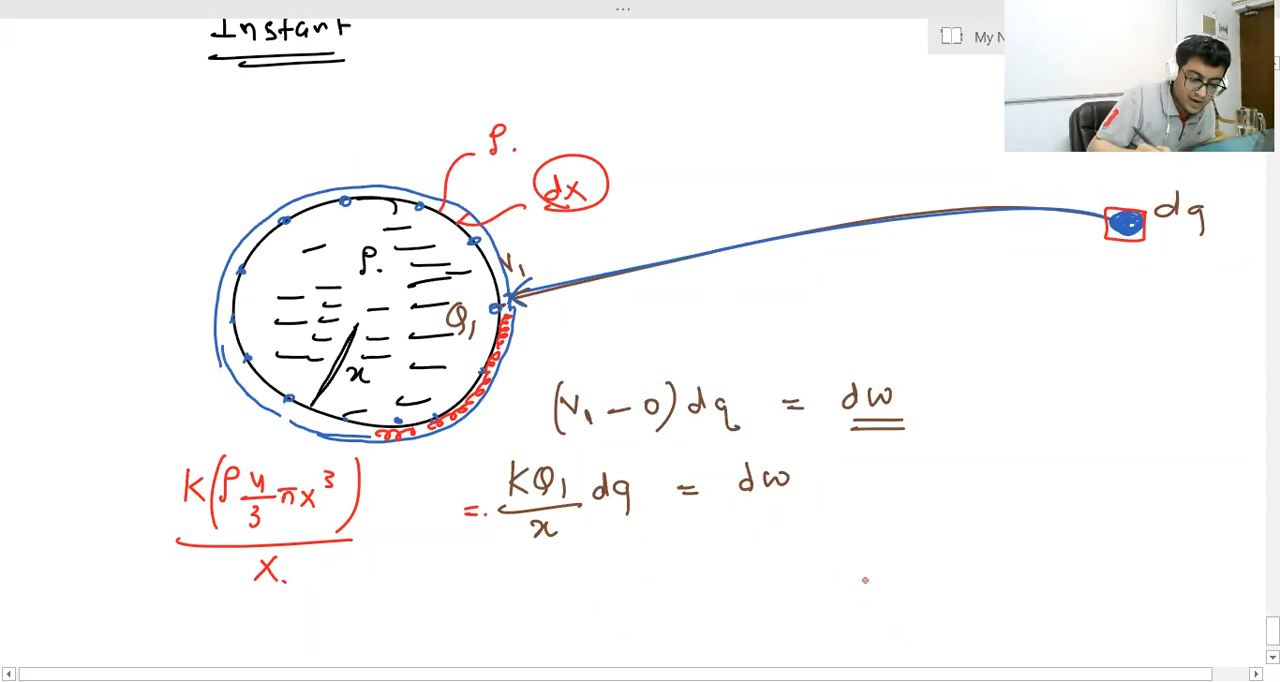 Instant
My N
ρ.
dx
dq
ρ.
V₁
Q₁
x
(V₁ - 0) dq = dw
K(ρ 4/3 πx³)/x. = KQ₁/x dq = dw